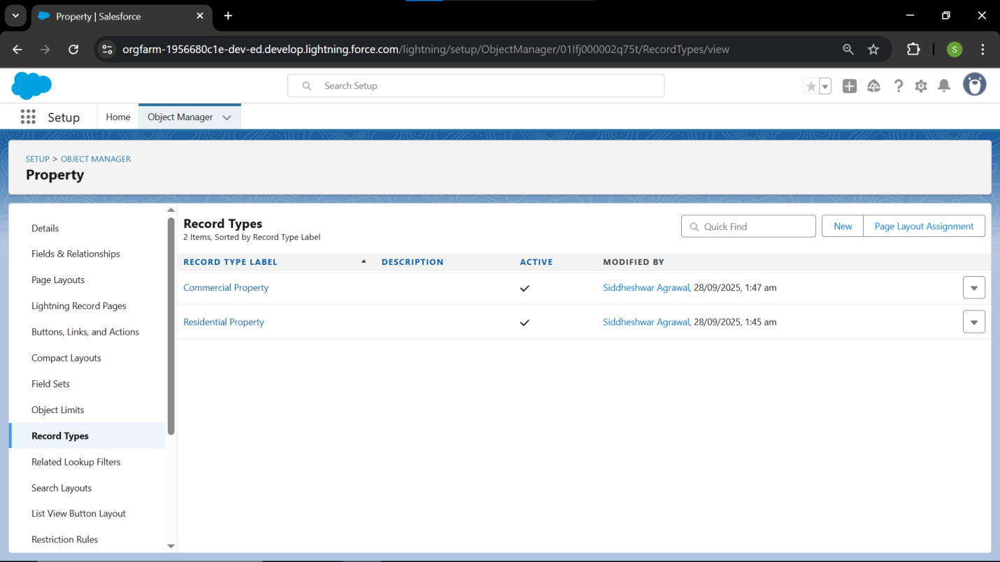 Property | Salesforce
orgfarm-1956680c1e-dev-ed.develop.lightning.force.com/lightning/setup/ObjectManager/01Ifj000002q75t/RecordTypes/view
S
Search Setup
Setup
Home
Object Manager
SETUP > OBJECT MANAGER
Property
Details
Fields & Relationships
Page Layouts
Lightning Record Pages
Buttons, Links, and Actions
Compact Layouts
Field Sets
Object Limits
Record Types
Related Lookup Filters
Search Layouts
List View Button Layout
Restriction Rules
Record Types
2 Items, Sorted by Record Type Label
Quick Find
New
Page Layout Assignment
RECORD TYPE LABEL DESCRIPTION ACTIVE MODIFIED BY
Commercial Property Siddheshwar Agrawal, 28/09/2025, 1:47 am
Residential Property Siddheshwar Agrawal, 28/09/2025, 1:45 am